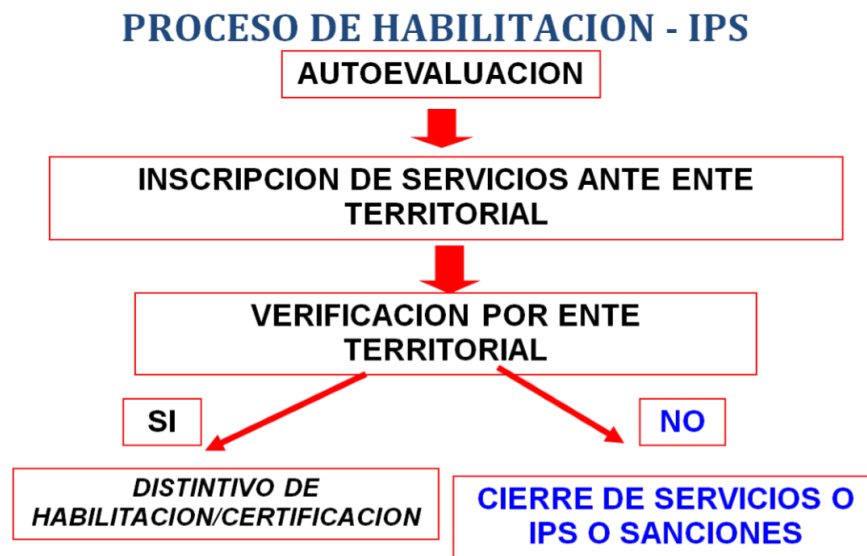 PROCESO DE HABILITACION - IPS
AUTOEVALUACION
INSCRIPCION DE SERVICIOS ANTE ENTE
TERRITORIAL
VERIFICACION POR ENTE
TERRITORIAL
SI
NO
DISTINTIVO DE
HABILITACION/CERTIFICACION
CIERRE DE SERVICIOS O
IPS O SANCIONES